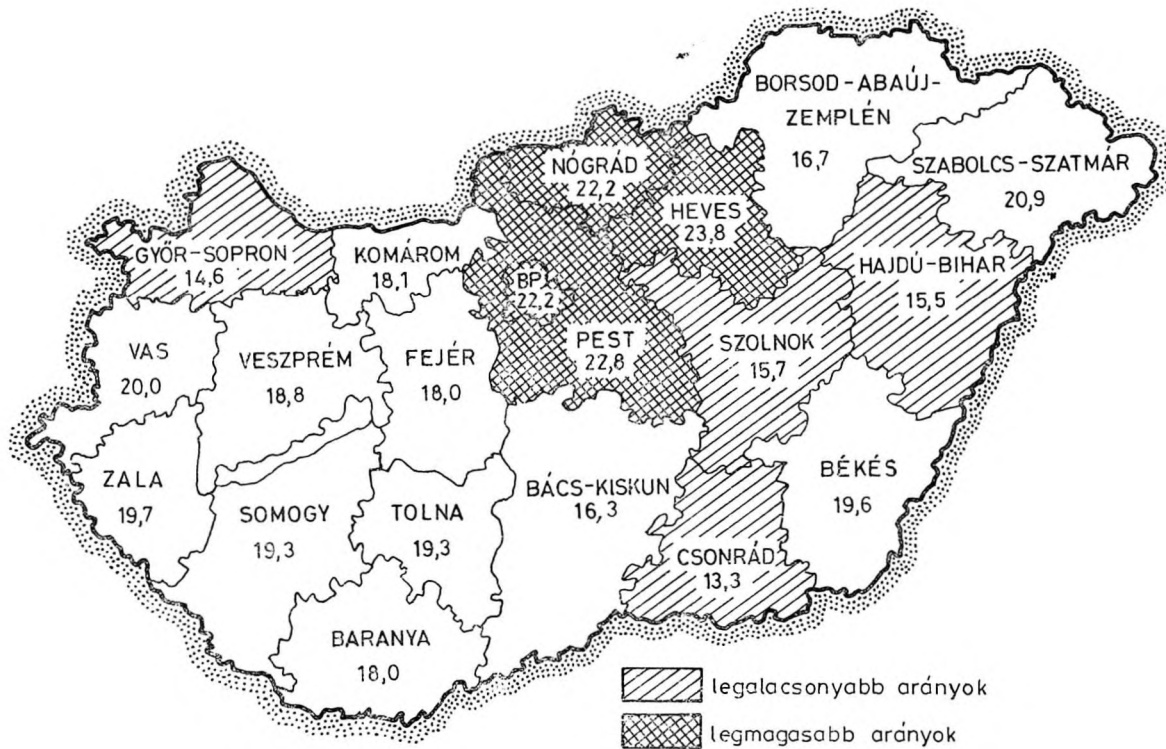 BORSOD-ABAÚJ-
ZEMPLÉN
16,7
SZABOLCS-SZATMÁR
20,9
NÓGRÁD
22,2
HEVES
23,8
GYŐR-SOPRON
14,6
KOMÁROM
18,1
HAJDÚ-BIHAR
15,5
BP.
22,2
PEST
22,8
SZOLNOK
15,7
VAS
20,0
VESZPRÉM
18,8
FEJÉR
18,0
ZALA
19,7
SOMOGY
19,3
TOLNA
19,3
BÁCS-KISKUN
16,3
BÉKÉS
19,6
CSONRÁD
13,3
BARANYA
18,0
legalacsonyabb arányok
legmagasabb arányok